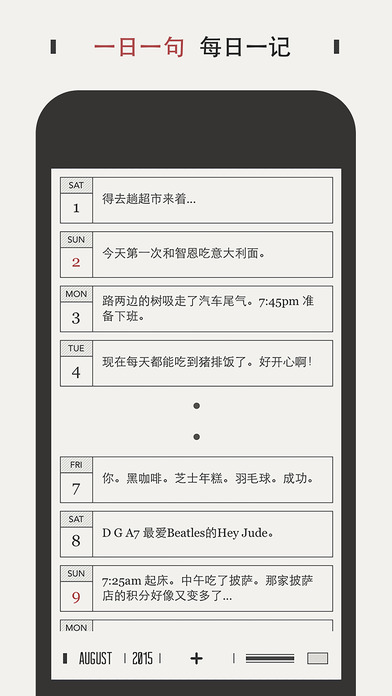 一日一句 每日一记
SAT
1
得去趟超市来着...
SUN
2
今天第一次和智恩吃意大利面。
MON
3
路两边的树吸走了汽车尾气。7:45pm 准
备下班。
TUE
4
现在每天都能吃到猪排饭了。好开心啊!
FRI
7
你。黑咖啡。芝士年糕。羽毛球。成功。
SAT
8
D G A7 最爱Beatles的Hey Jude。
SUN
9
7:25am 起床。中午吃了披萨。那家披萨
店的积分好像又变多了...
MON
AUGUST 2015 +